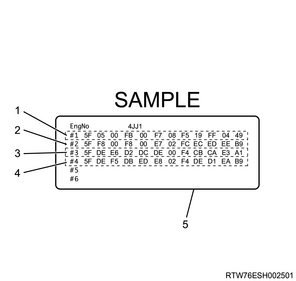 SAMPLE
EngNo 4JJ1
1 #1 5F 05 00 FB 00 F7 08 F5 19 FF 04 49
2 #2 5F F8 00 F8 00 E7 02 FC EC ED EE B9
3 #3 5F DE E6 D2 DC DE 00 F4 CB CA E3 A1
4 #4 5F DE F5 DB ED E8 02 F4 DE D1 EA B9
#5
#6
5
RTW76ESH002501